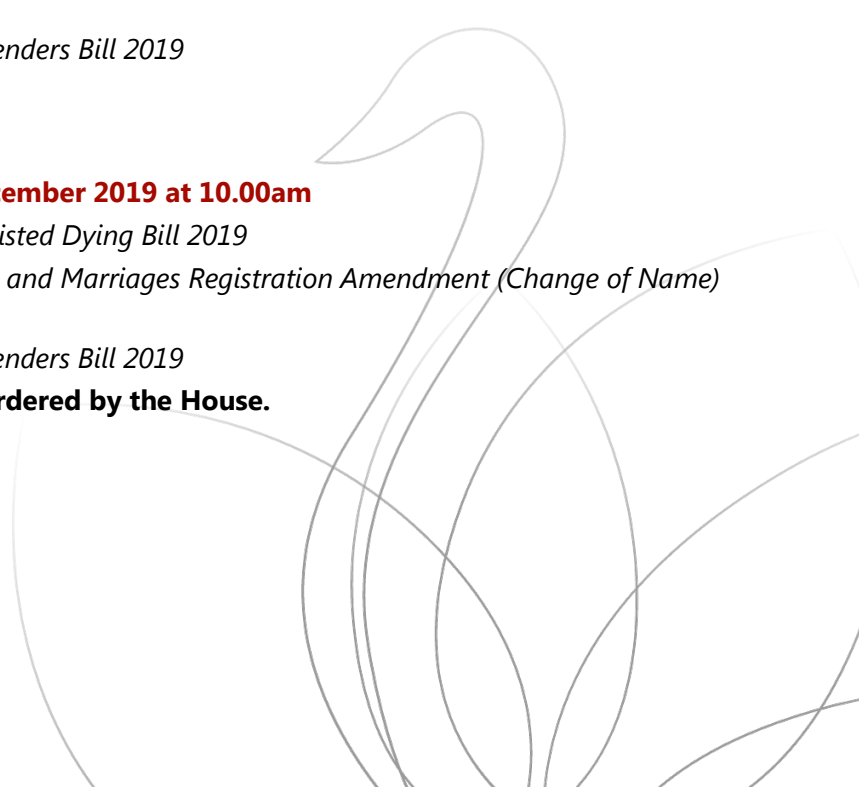 enders Bill 2019
tember 2019 at 10.00am
isted Dying Bill 2019
and Marriages Registration Amendment (Change of Name)
enders Bill 2019
rdered by the House.